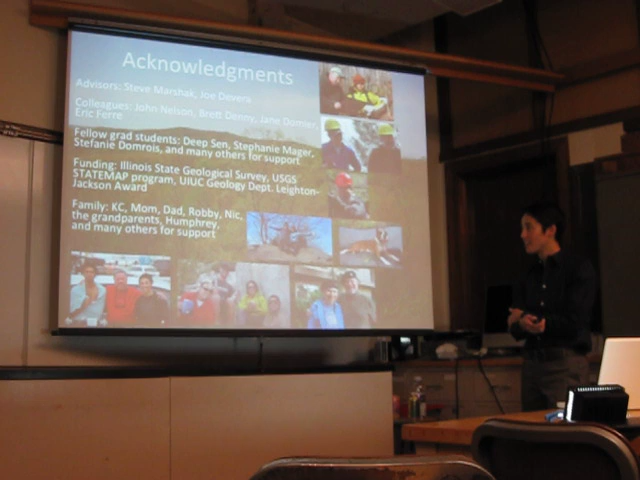 Acknowledgments
Advisors: Steve Marshak, Joe Devera
Colleagues: John Nelson, Brett Denny, Jane Domier,
Eric Ferre
Fellow grad students: Deep Sen, Stephanie Mager,
Stefanie Domrois, and many others for support
Funding: Illinois State Geological Survey, USGS
STATEMAP program, UIUC Geology Dept. Leighton-
Jackson Award
Family: KC, Mom, Dad, Robby, Nic,
the grandparents, Humphrey,
and many others for support